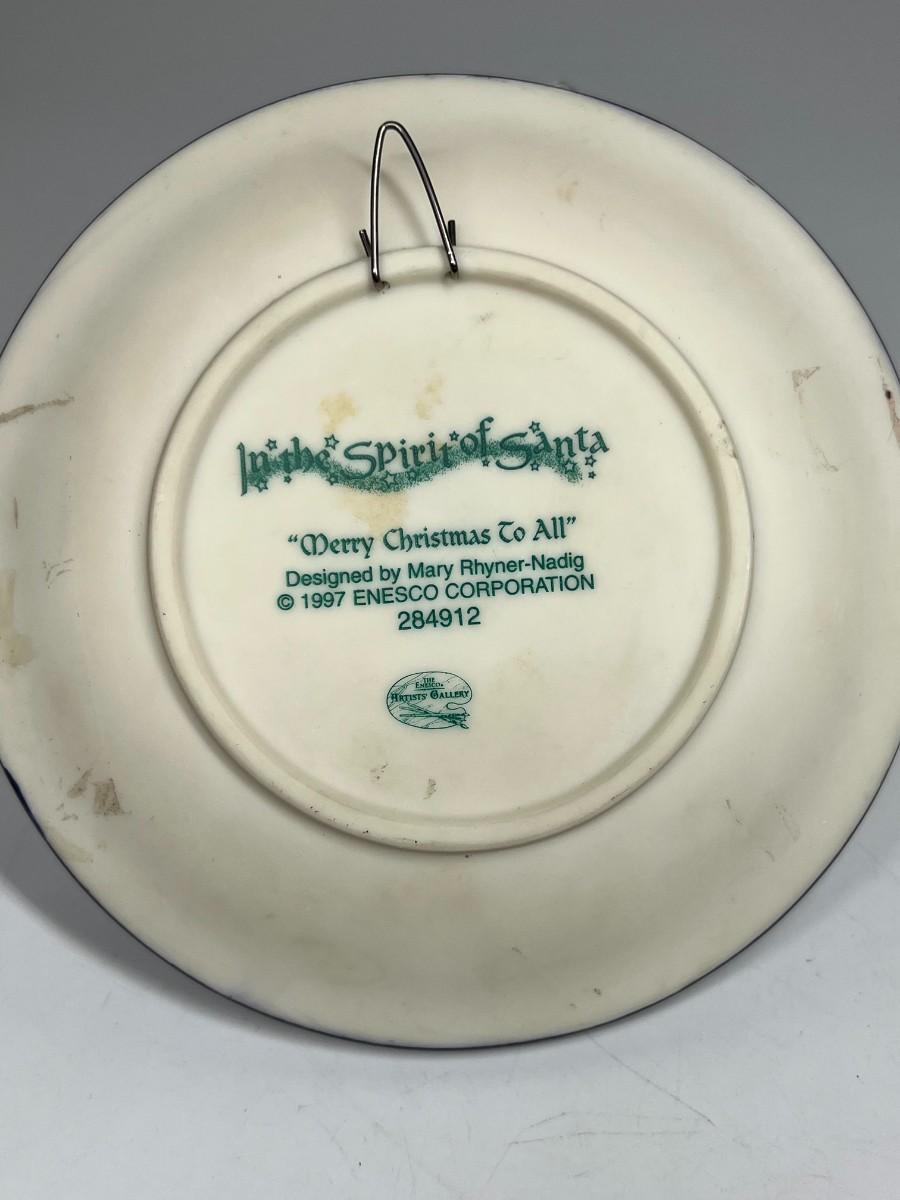 In the Spirit of Santa
“Merry Christmas To All”
Designed by Mary Rhyner-Nadig
© 1997 ENESCO CORPORATION
284912
THE
ENESCO
ARTISTS' GALLERY